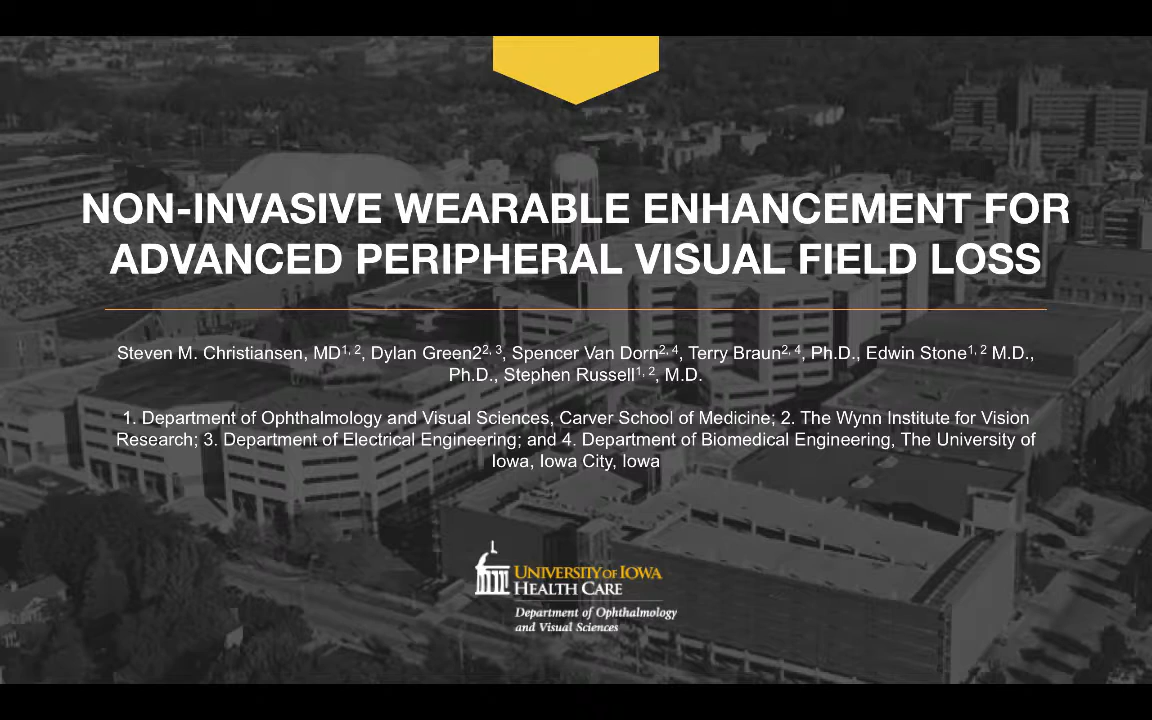 NON-INVASIVE WEARABLE ENHANCEMENT FOR
ADVANCED PERIPHERAL VISUAL FIELD LOSS
Steven M. Christiansen, MD1, 2, Dylan Green22, 3, Spencer Van Dorn2, 4, Terry Braun2, 4, Ph.D., Edwin Stone1, 2 M.D.,
Ph.D., Stephen Russell1, 2, M.D.
1. Department of Ophthalmology and Visual Sciences, Carver School of Medicine; 2. The Wynn Institute for Vision
Research; 3. Department of Electrical Engineering; and 4. Department of Biomedical Engineering, The University of
Iowa, Iowa City, Iowa
UNIVERSITY OF IOWA
HEALTH CARE
Department of Ophthalmology
and Visual Sciences